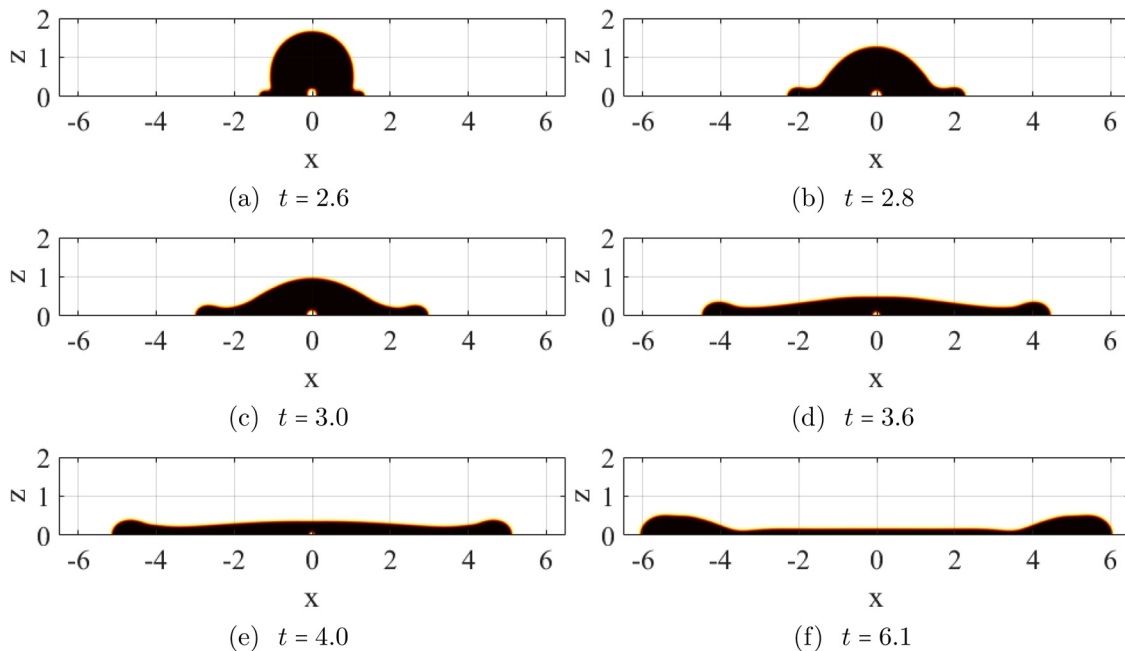 2
z 1
0
-6 -4 -2 0 2 4 6
x
(a) t = 2.6
2
z 1
0
-6 -4 -2 0 2 4 6
x
(b) t = 2.8
2
z 1
0
-6 -4 -2 0 2 4 6
x
(c) t = 3.0
2
z 1
0
-6 -4 -2 0 2 4 6
x
(d) t = 3.6
2
z 1
0
-6 -4 -2 0 2 4 6
x
(e) t = 4.0
2
z 1
0
-6 -4 -2 0 2 4 6
x
(f) t = 6.1